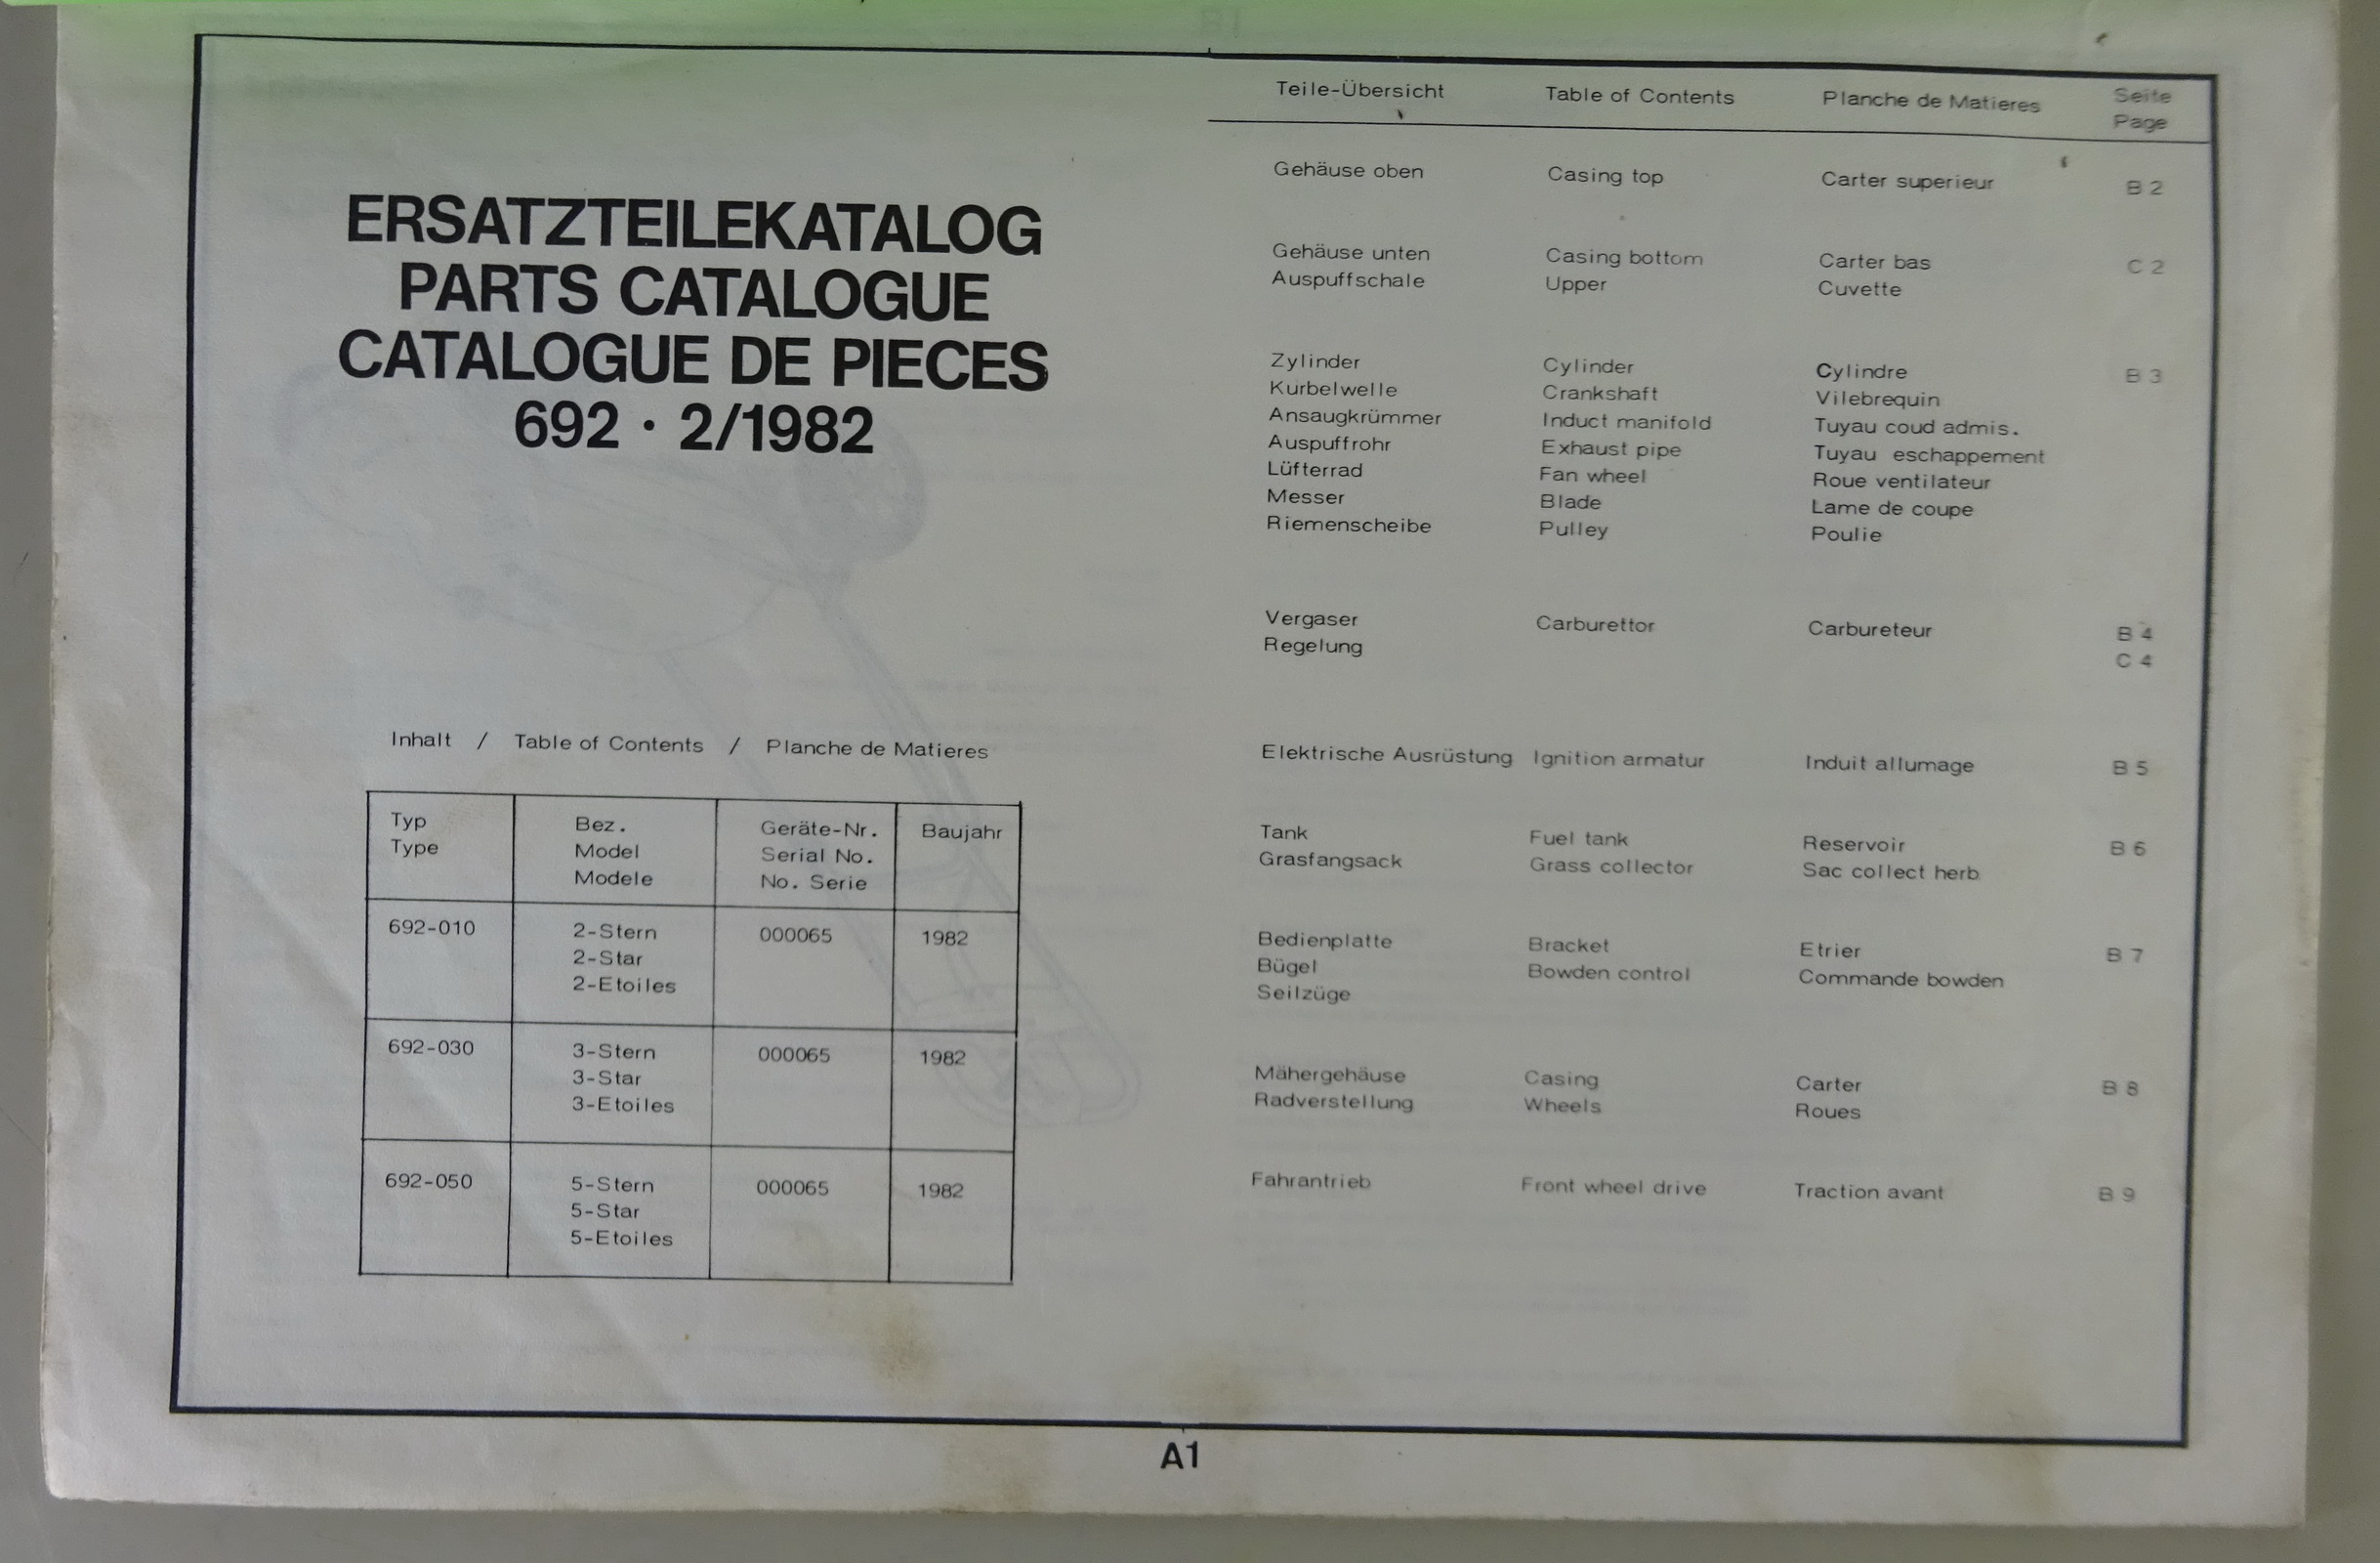 ERSATZTEILEKATALOG
PARTS CATALOGUE
CATALOGUE DE PIECES
692 · 2/1982
Inhalt / Table of Contents / Planche de Matieres
Typ Bez. Geräte-Nr. Baujahr
Type Model Serial No.
Modele No. Serie
692-010 2-Stern 000065 1982
2-Star
2-Etoiles
692-030 3-Stern 000065 1982
3-Star
3-Etoiles
692-050 5-Stern 000065 1982
5-Star
5-Etoiles
Teile-Übersicht Table of Contents Planche de Matieres Seite
Page
Gehäuse oben Casing top Carter superieur B 2
Gehäuse unten Casing bottom Carter bas C 2
Auspuffschale Upper Cuvette
Zylinder Cylinder Cylindre B 3
Kurbelwelle Crankshaft Vilebrequin
Ansaugkrümmer Induct manifold Tuyau coud admis.
Auspuffrohr Exhaust pipe Tuyau eschappement
Lüfterrad Fan wheel Roue ventilateur
Messer Blade Lame de coupe
Riemenscheibe Pulley Poulie
Vergaser Carburettor Carbureteur B 4
Regelung C 4
Elektrische Ausrüstung Ignition armatur Induit allumage B 5
Tank Fuel tank Reservoir B 6
Grasfangsack Grass collector Sac collect herb
Bedienplatte Bracket Etrier B 7
Bügel Bowden control Commande bowden
Seilzüge
Mähergehäuse Casing Carter B 8
Radverstellung Wheels Roues
Fahrantrieb Front wheel drive Traction avant B 9
A1